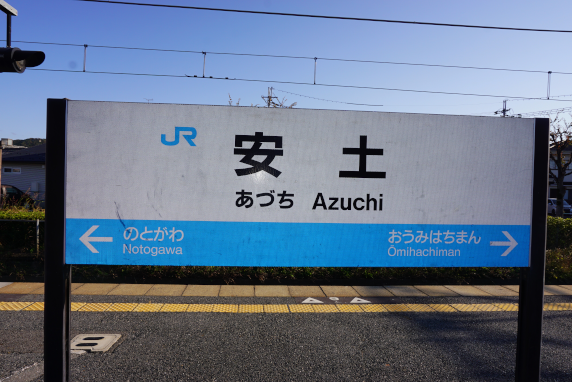 JR
安土
あづち Azuchi
← のとがわ
Notogawa
おうみはちまん →
Ōmihachiman